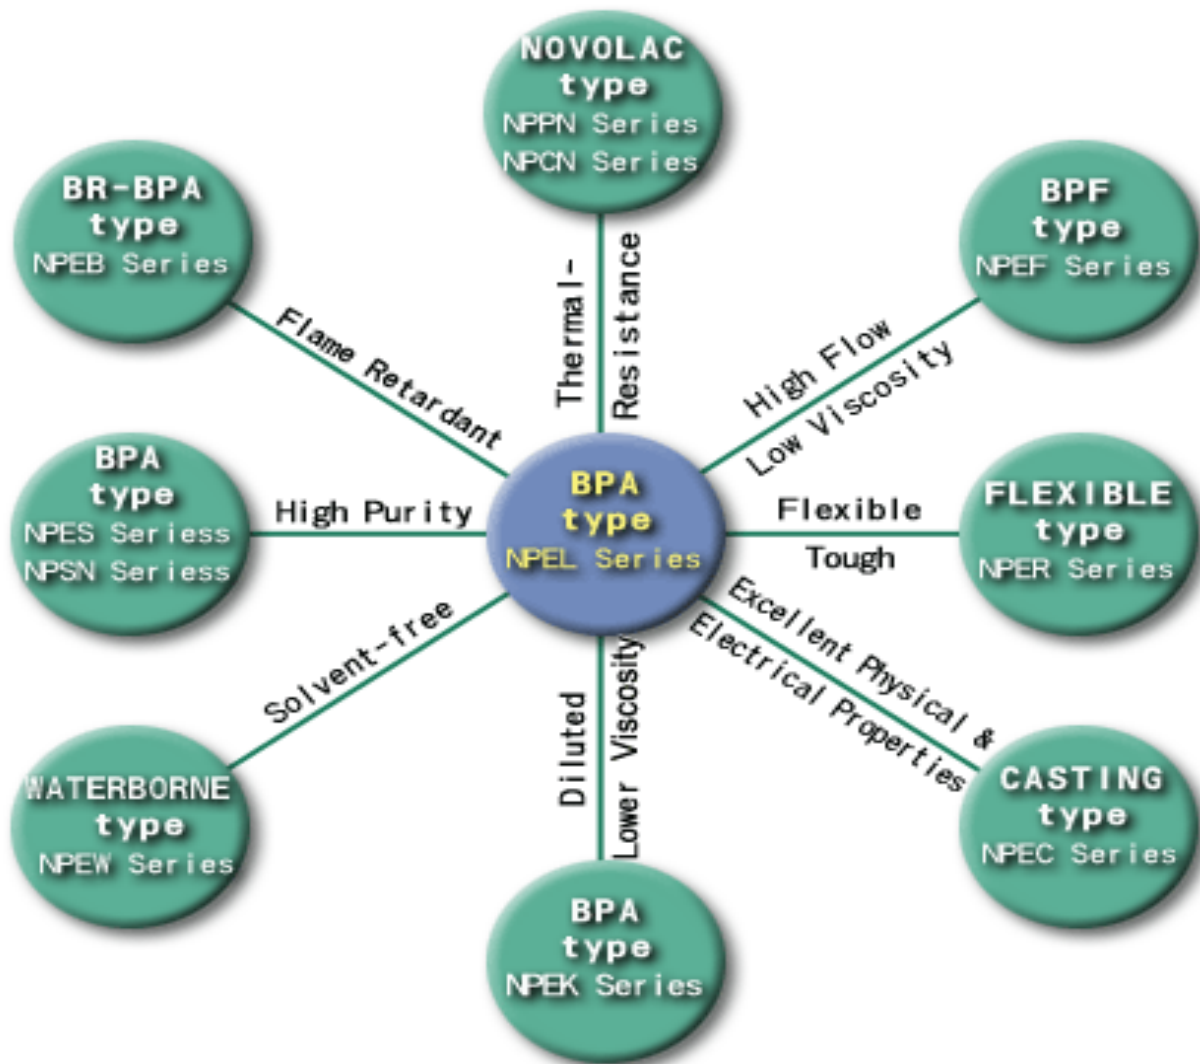 NOVOLAC
type
NPPN Series
NPCN Series
BR-BPA
type
NPEB Series
BPF
type
NPEF Series
Thermal-
Resistance
Flame Retardant
High Flow
Low Viscosity
BPA
type
NPES Seriess
NPSN Seriess
High Purity
BPA
type
NPEL Series
Flexible
Tough
FLEXIBLE
type
NPER Series
Solvent-free
Diluted
Lower Viscosity
Excellent Physical &
Electrical Properties
WATERBORNE
type
NPEW Series
CASTING
type
NPEC Series
BPA
type
NPEK Series